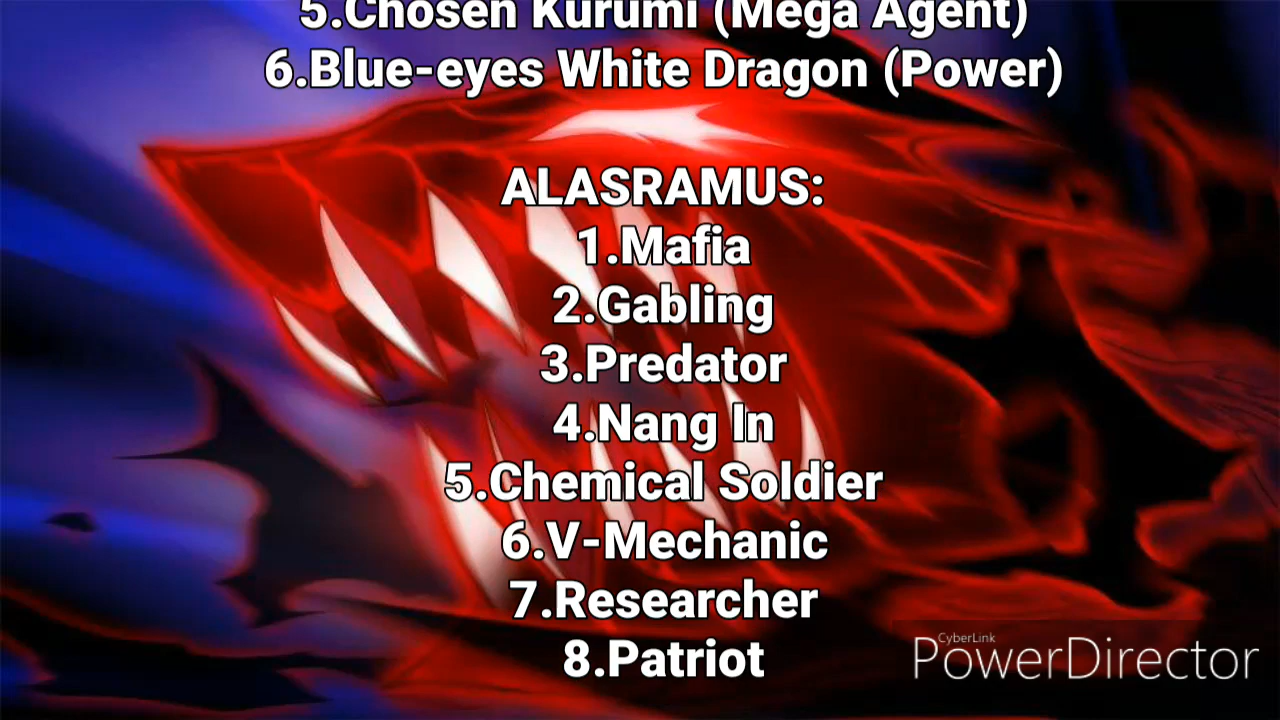 5.Chosen Kurumi (Mega Agent)
6.Blue-eyes White Dragon (Power)
ALASRAMUS:
1.Mafia
2.Gabling
3.Predator
4.Nang In
5.Chemical Soldier
6.V-Mechanic
7.Researcher
8.Patriot
CyberLink
PowerDirector